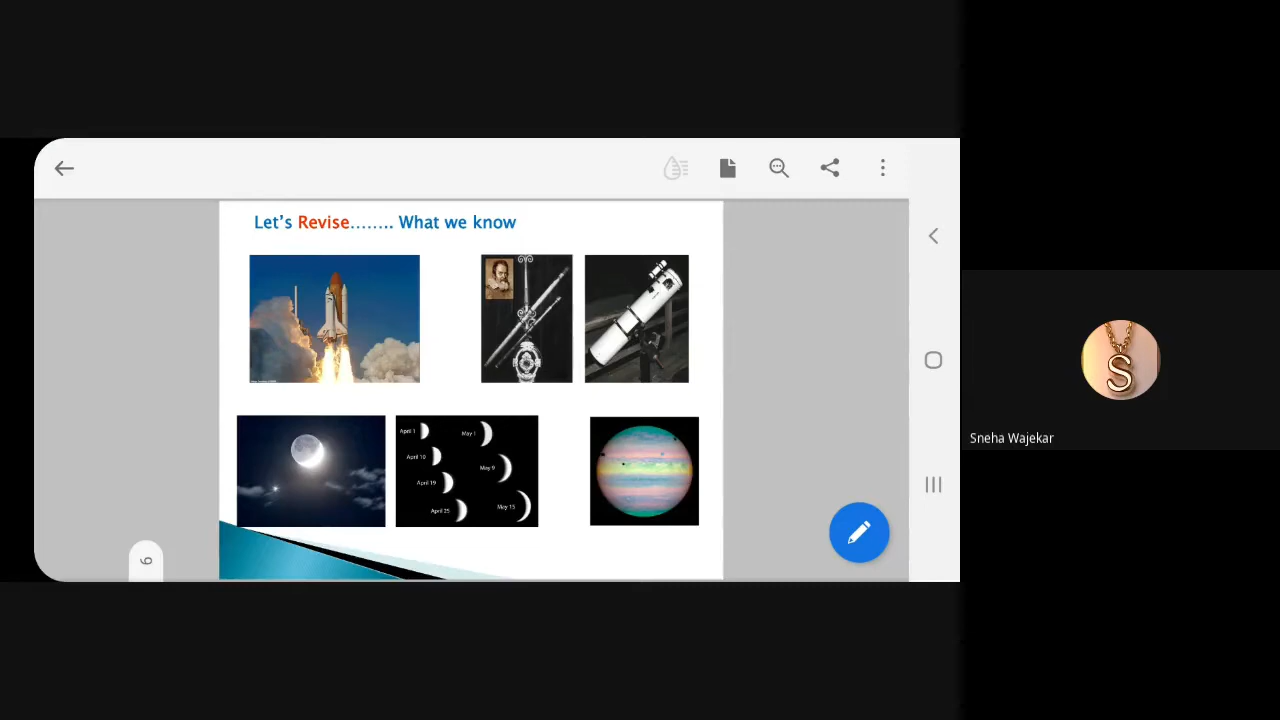 Let's Revise........ What we know
April 1
May 1
April 10
May 9
April 19
April 25
May 15
S
Sneha Wajekar